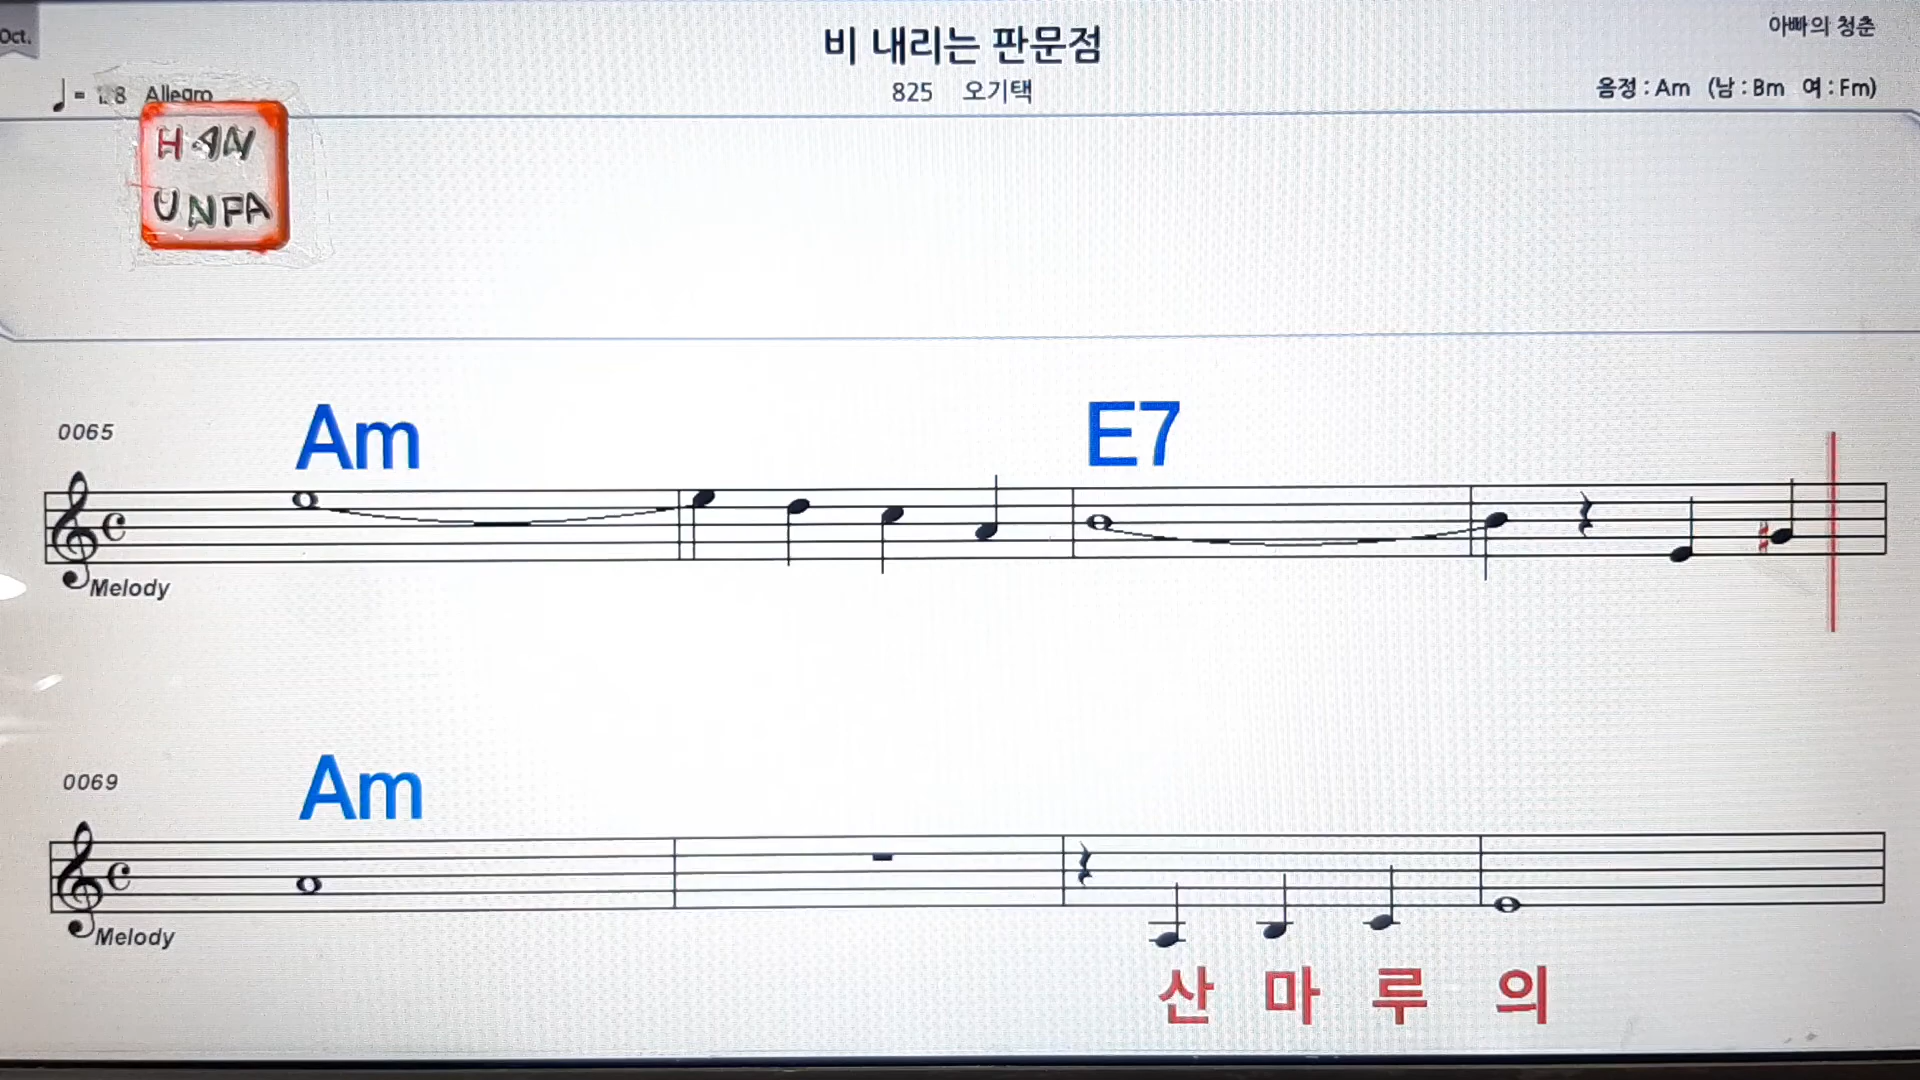 Oct.
비 내리는 판문점
아빠의 청춘
Allegro
825 오기택
음정 : Am (남 : Bm 여 : Fm)
HAN
UNFA
0065
Am
E7
Melody
0069
Am
Melody
산 마 루 의